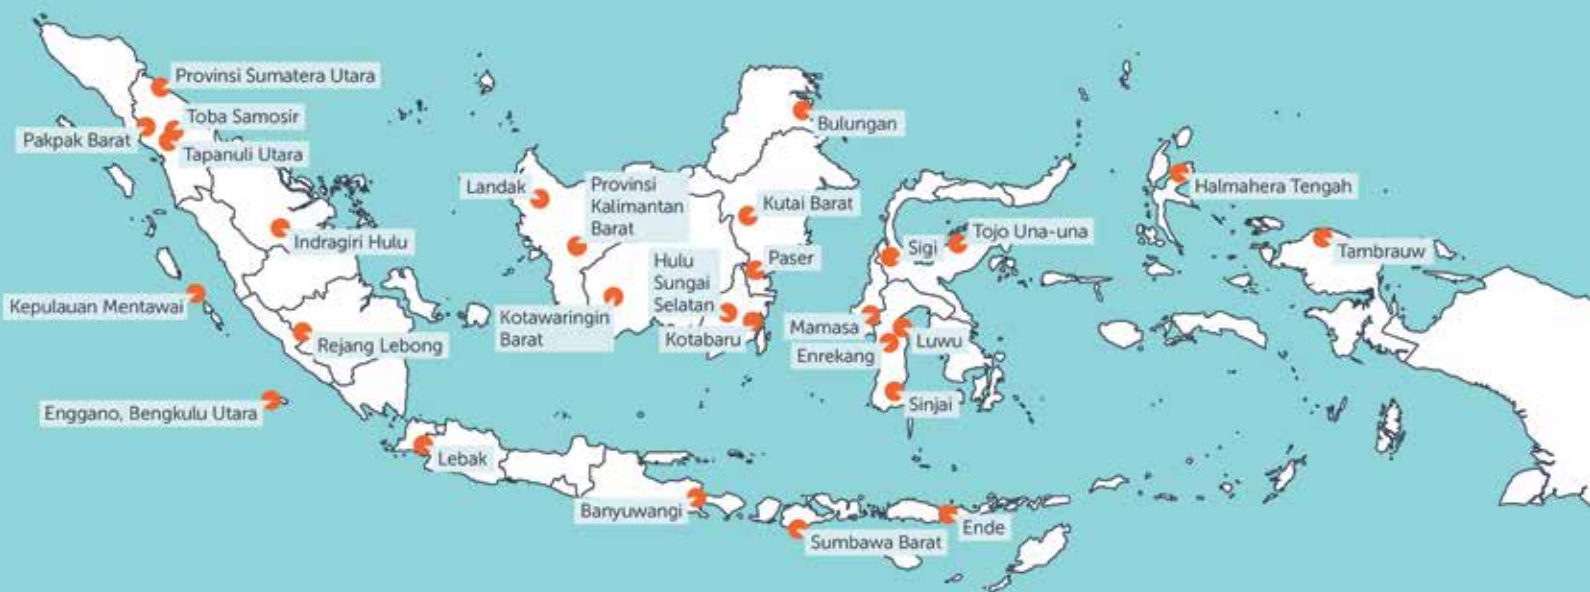 Provinsi Sumatera Utara
Toba Samosir
Pakpak Barat
Tapanuli Utara
Indragiri Hulu
Kepulauan Mentawai
Rejang Lebong
Enggano, Bengkulu Utara
Lebak
Banyuwangi
Sumbawa Barat
Ende
Landak
Provinsi
Kalimantan
Barat
Kotawaringin
Barat
Hulu
Sungai
Selatan
Kotabaru
Bulungan
Kutai Barat
Paser
Sigi
Tojo Una-una
Mamasa
Enrekang
Luwu
Sinjai
Halmahera Tengah
Tambrauw